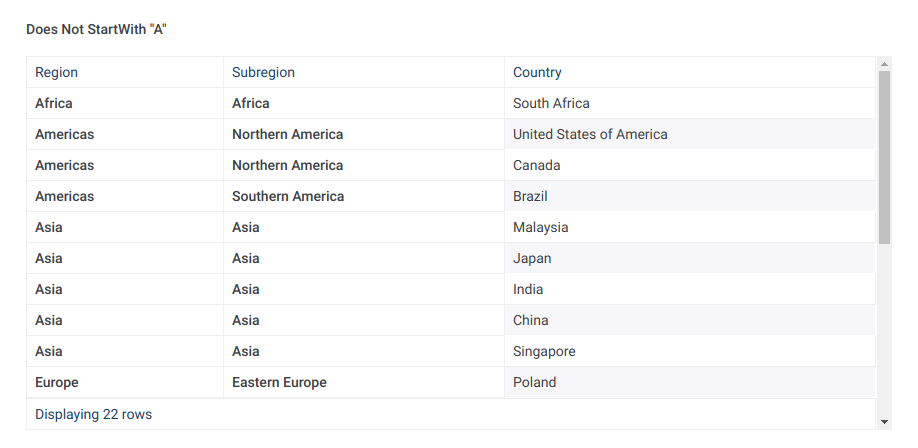 Does Not StartWith "A"
Region Subregion Country
Africa Africa South Africa
Americas Northern America United States of America
Americas Northern America Canada
Americas Southern America Brazil
Asia Asia Malaysia
Asia Asia Japan
Asia Asia India
Asia Asia China
Asia Asia Singapore
Europe Eastern Europe Poland
Displaying 22 rows